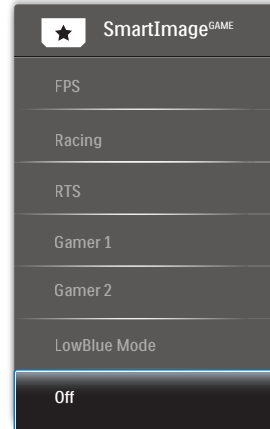 SmartImageGAME
FPS
Racing
RTS
Gamer 1
Gamer 2
LowBlue Mode
Off